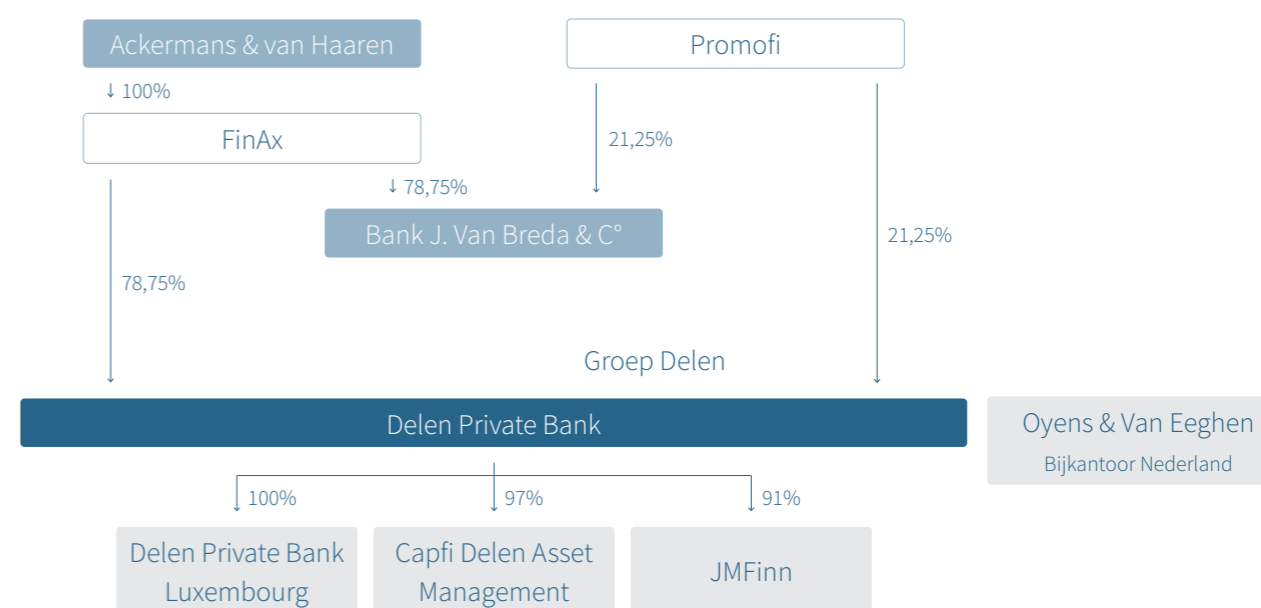 Ackermans & van Haaren
Promofi
↓ 100%
FinAx
21,25%
↓ 78,75%
Bank J. Van Breda & C°
21,25%
78,75%
Groep Delen
Delen Private Bank
Oyens & Van Eeghen
Bijkantoor Nederland
100%
97%
91%
Delen Private Bank
Luxembourg
Capfi Delen Asset
Management
JMFinn